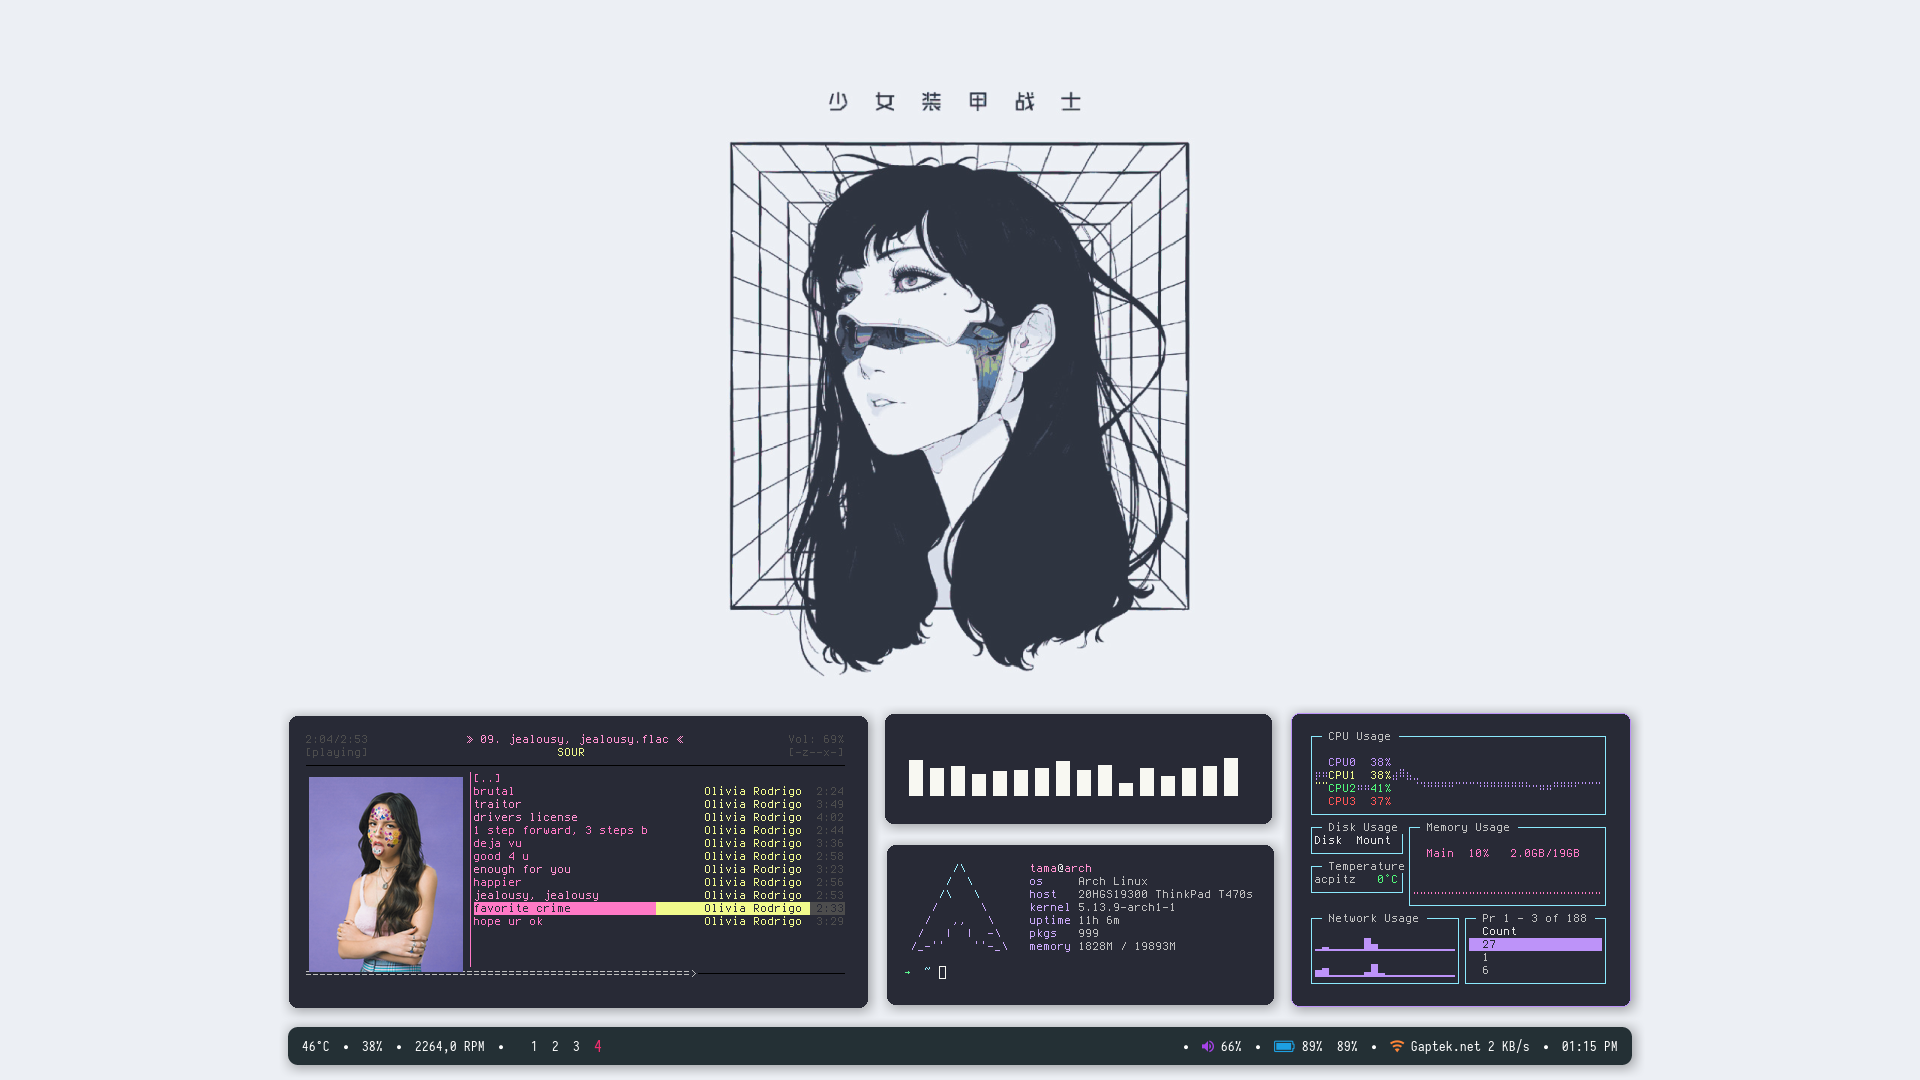 少女装甲战士
2:04/2:53 » 09. jealousy, jealousy.flac « Vol: 69%
[playing] SOUR [-z--x-]
[..]
brutal Olivia Rodrigo 2:24
traitor Olivia Rodrigo 3:49
drivers license Olivia Rodrigo 4:02
1 step forward, 3 steps b Olivia Rodrigo 2:44
deja vu Olivia Rodrigo 3:36
good 4 u Olivia Rodrigo 2:58
enough for you Olivia Rodrigo 3:23
happier Olivia Rodrigo 2:56
jealousy, jealousy Olivia Rodrigo 2:53
favorite crime Olivia Rodrigo 2:33
hope ur ok Olivia Rodrigo 3:29
tama@arch
os Arch Linux
host 20HGS19300 ThinkPad T470s
kernel 5.13.9-arch1-1
uptime 11h 6m
pkgs 999
memory 1828M / 19893M
→ ~
CPU Usage
CPU0 38%
CPU1 38%
CPU2 41%
CPU3 37%
Disk Usage
Disk Mount
Temperature
acpitz 0°C
Memory Usage
Main 10% 2.0GB/19GB
Network Usage
Pr 1 - 3 of 188
Count
27
1
6
46°C • 38% • 2264,0 RPM • 1 2 3 4
• 66% • 89% 89% • Gaptek.net 2 KB/s • 01:15 PM